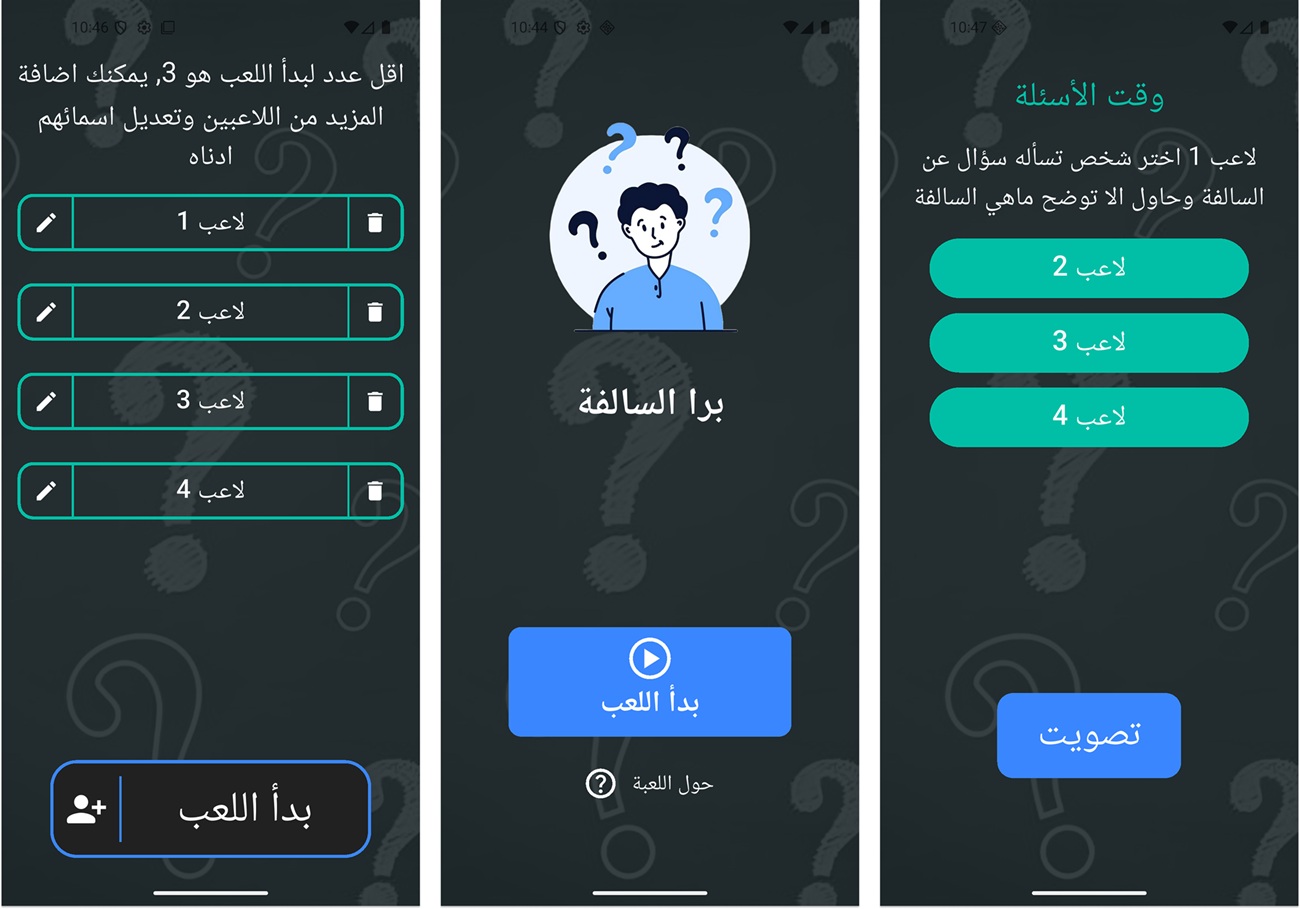 10:46
اقل عدد لبدأ اللعب هو 3, يمكنك اضافة
المزيد من اللاعبين وتعديل اسمائهم
ادناه
لاعب 1
لاعب 2
لاعب 3
لاعب 4
بدأ اللعب
10:44
برا السالفة
بدأ اللعب
حول اللعبة
10:47
وقت الأسئلة
لاعب 1 اختر شخص تسأله سؤال عن
السالفة وحاول الا توضح ماهي السالفة
لاعب 2
لاعب 3
لاعب 4
تصويت